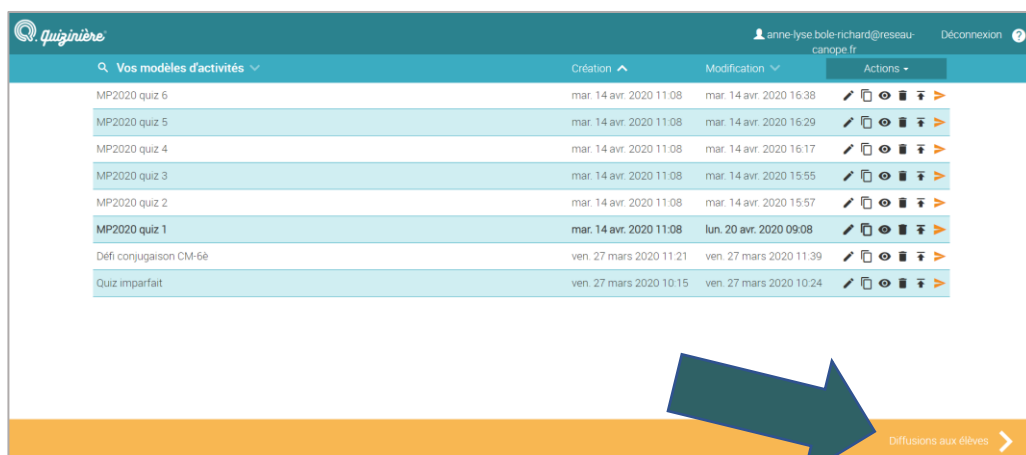 Quizinière
anne-lyse.bole-richard@reseau-
canope.fr
Déconnexion ?
Vos modèles d'activités Création Modification Actions
MP2020 quiz 6 mar. 14 avr. 2020 11:08 mar. 14 avr. 2020 16:38
MP2020 quiz 5 mar. 14 avr. 2020 11:08 mar. 14 avr. 2020 16:29
MP2020 quiz 4 mar. 14 avr. 2020 11:08 mar. 14 avr. 2020 16:17
MP2020 quiz 3 mar. 14 avr. 2020 11:08 mar. 14 avr. 2020 15:55
MP2020 quiz 2 mar. 14 avr. 2020 11:08 mar. 14 avr. 2020 15:57
MP2020 quiz 1 mar. 14 avr. 2020 11:08 lun. 20 avr. 2020 09:08
Défi conjugaison CM-6è ven. 27 mars 2020 11:21 ven. 27 mars 2020 11:39
Quiz imparfait ven. 27 mars 2020 10:15 ven. 27 mars 2020 10:24
Diffusions aux élèves